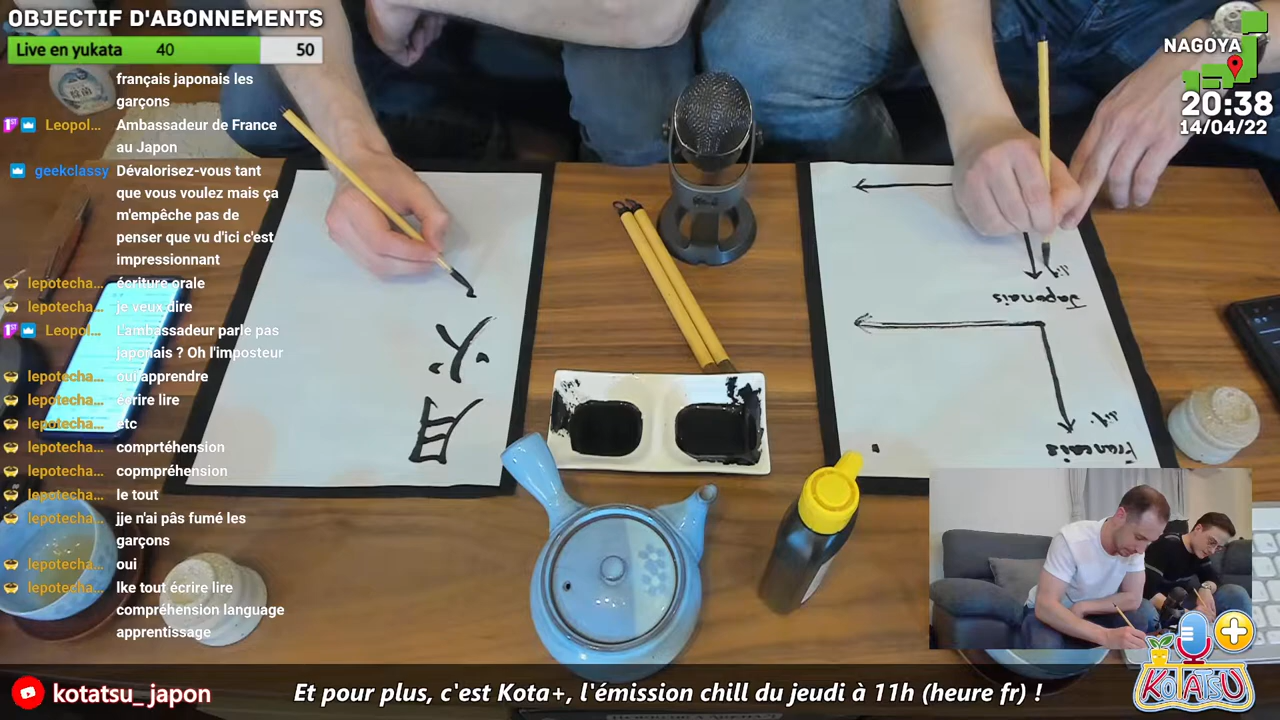 OBJECTIF D'ABONNEMENTS
Live en yukata 40 50
français japonais les
garçons
Leopol... Ambassadeur de France
au Japon
geekclassy Dévalorisez-vous tant
que vous voulez mais ça
m'empêche pas de
penser que vu d'ici c'est
impressionnant
lepotecha... écriture orale
lepotecha... je veux dire
Leopol... L'ambassadeur parle pas
japonais ? Oh l'imposteur
lepotecha... oui apprendre
lepotecha... ecrire lire
lepotecha... etc
lepotecha... comprtéhension
lepotecha... copmpréhension
lepotecha... le tout
lepotecha... jje n'ai pâs fumé les
garçons
lepotecha... oui
lepotecha... lke tout écrire lire
compréhension language
apprentissage
NAGOYA
20:38
14/04/22
火
月
Japonais
Francais
kotatsu_japon
Et pour plus, c'est Kota+, l'émission chill du jeudi à 11h (heure fr) !
KOTATSU